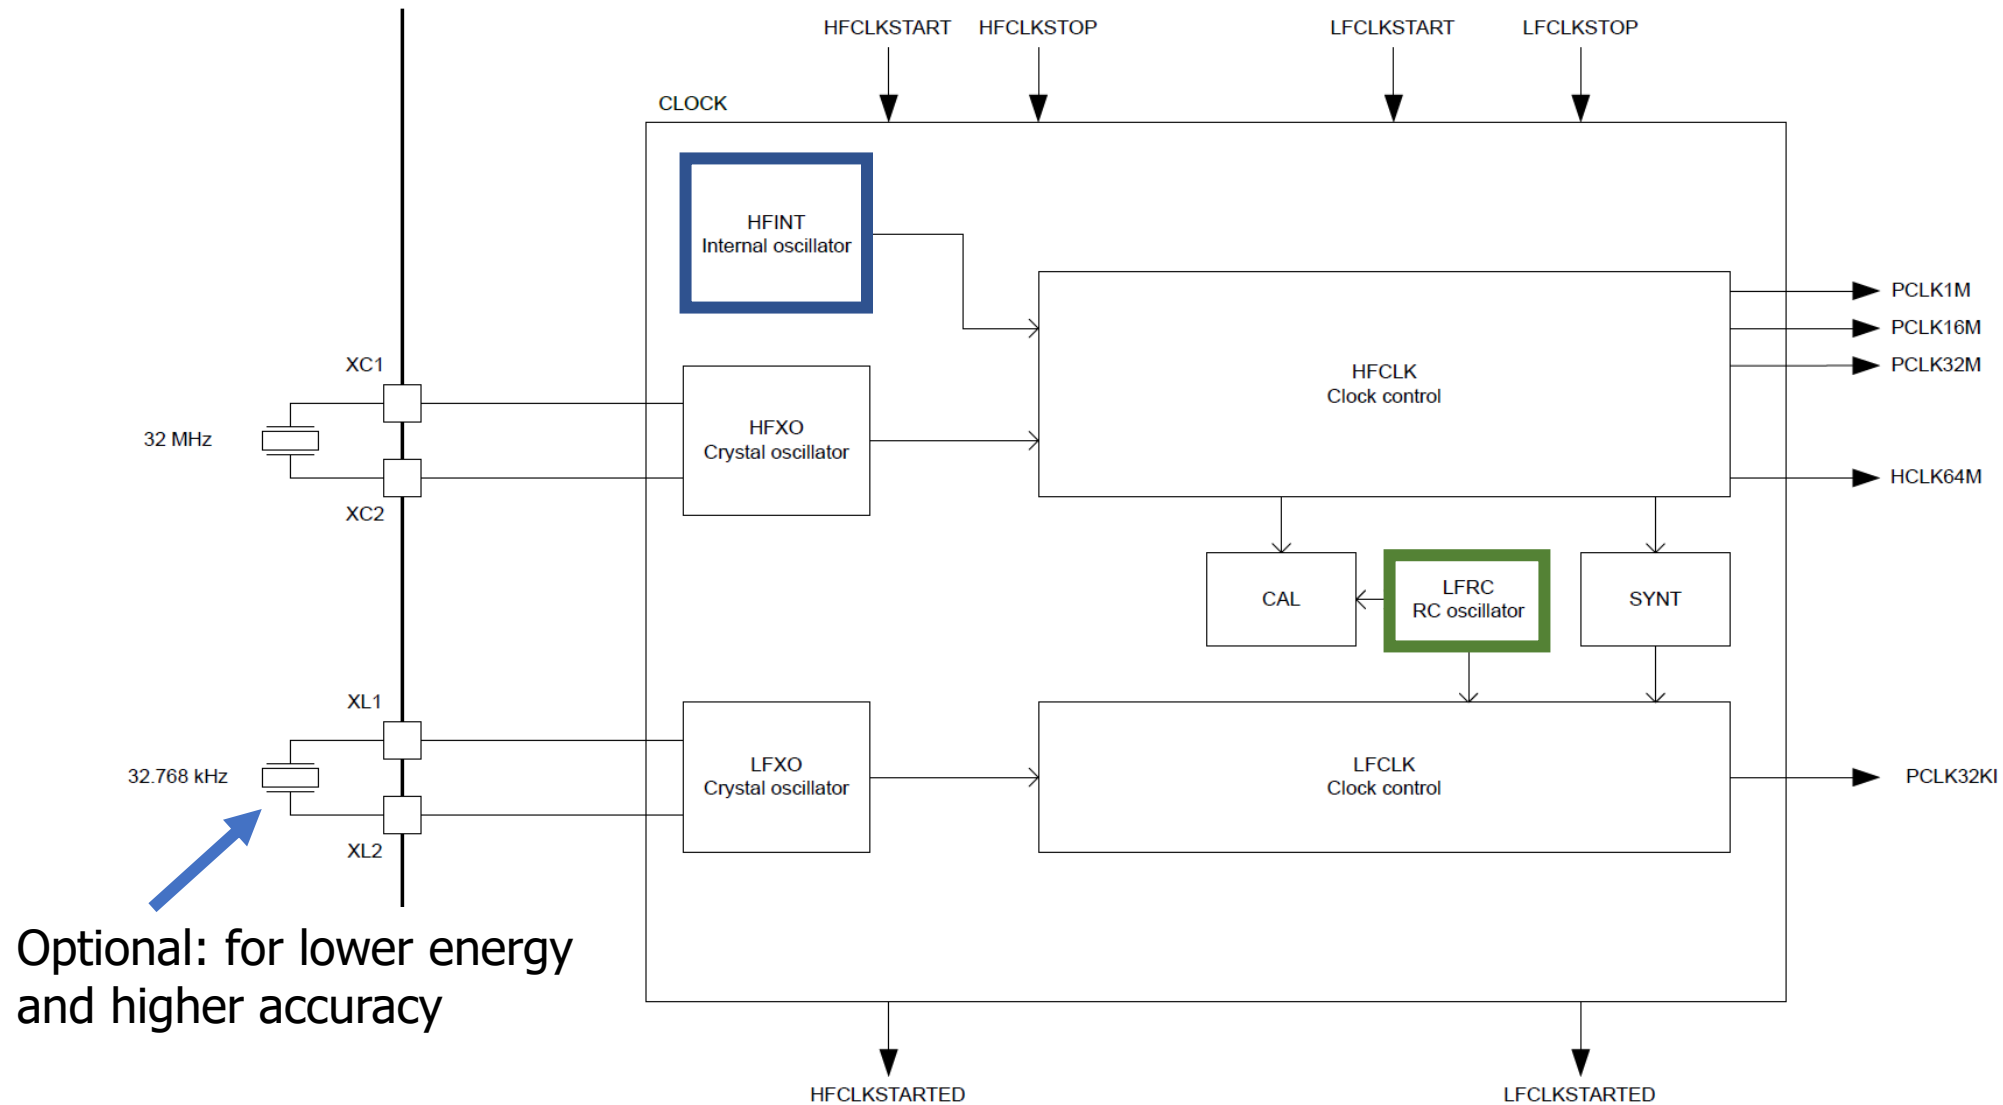 HFCLKSTART HFCLKSTOP LFCLKSTART LFCLKSTOP
CLOCK
HFINT
Internal oscillator
PCLK1M
PCLK16M
PCLK32M
HFCLK
Clock control
XC1
32 MHz
HFXO
Crystal oscillator
HCLK64M
XC2
CAL
LFRC
RC oscillator
SYNT
XL1
32.768 kHz
LFXO
Crystal oscillator
LFCLK
Clock control
PCLK32KI
XL2
Optional: for lower energy
and higher accuracy
HFCLKSTARTED LFCLKSTARTED